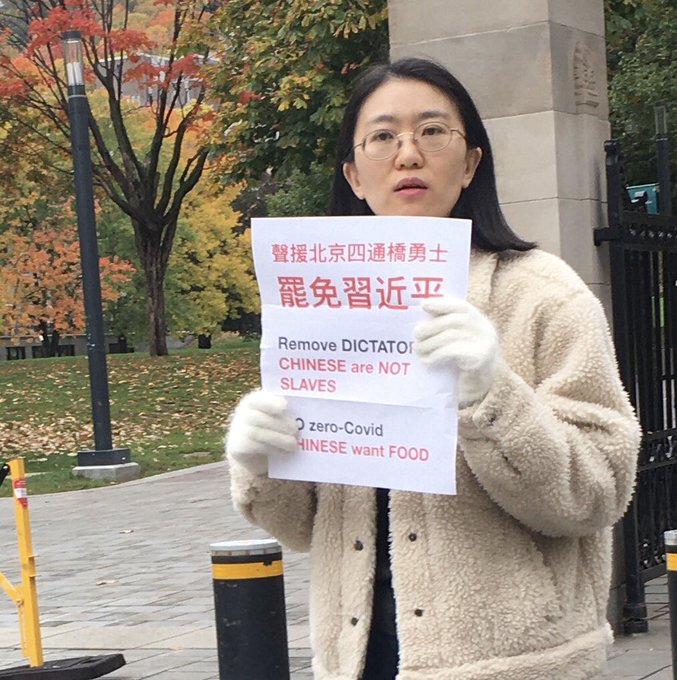 聲援北京四通橋勇士
罷免習近平
Remove DICTATOR
CHINESE are NOT
SLAVES
zero-Covid
CHINESE want FOOD